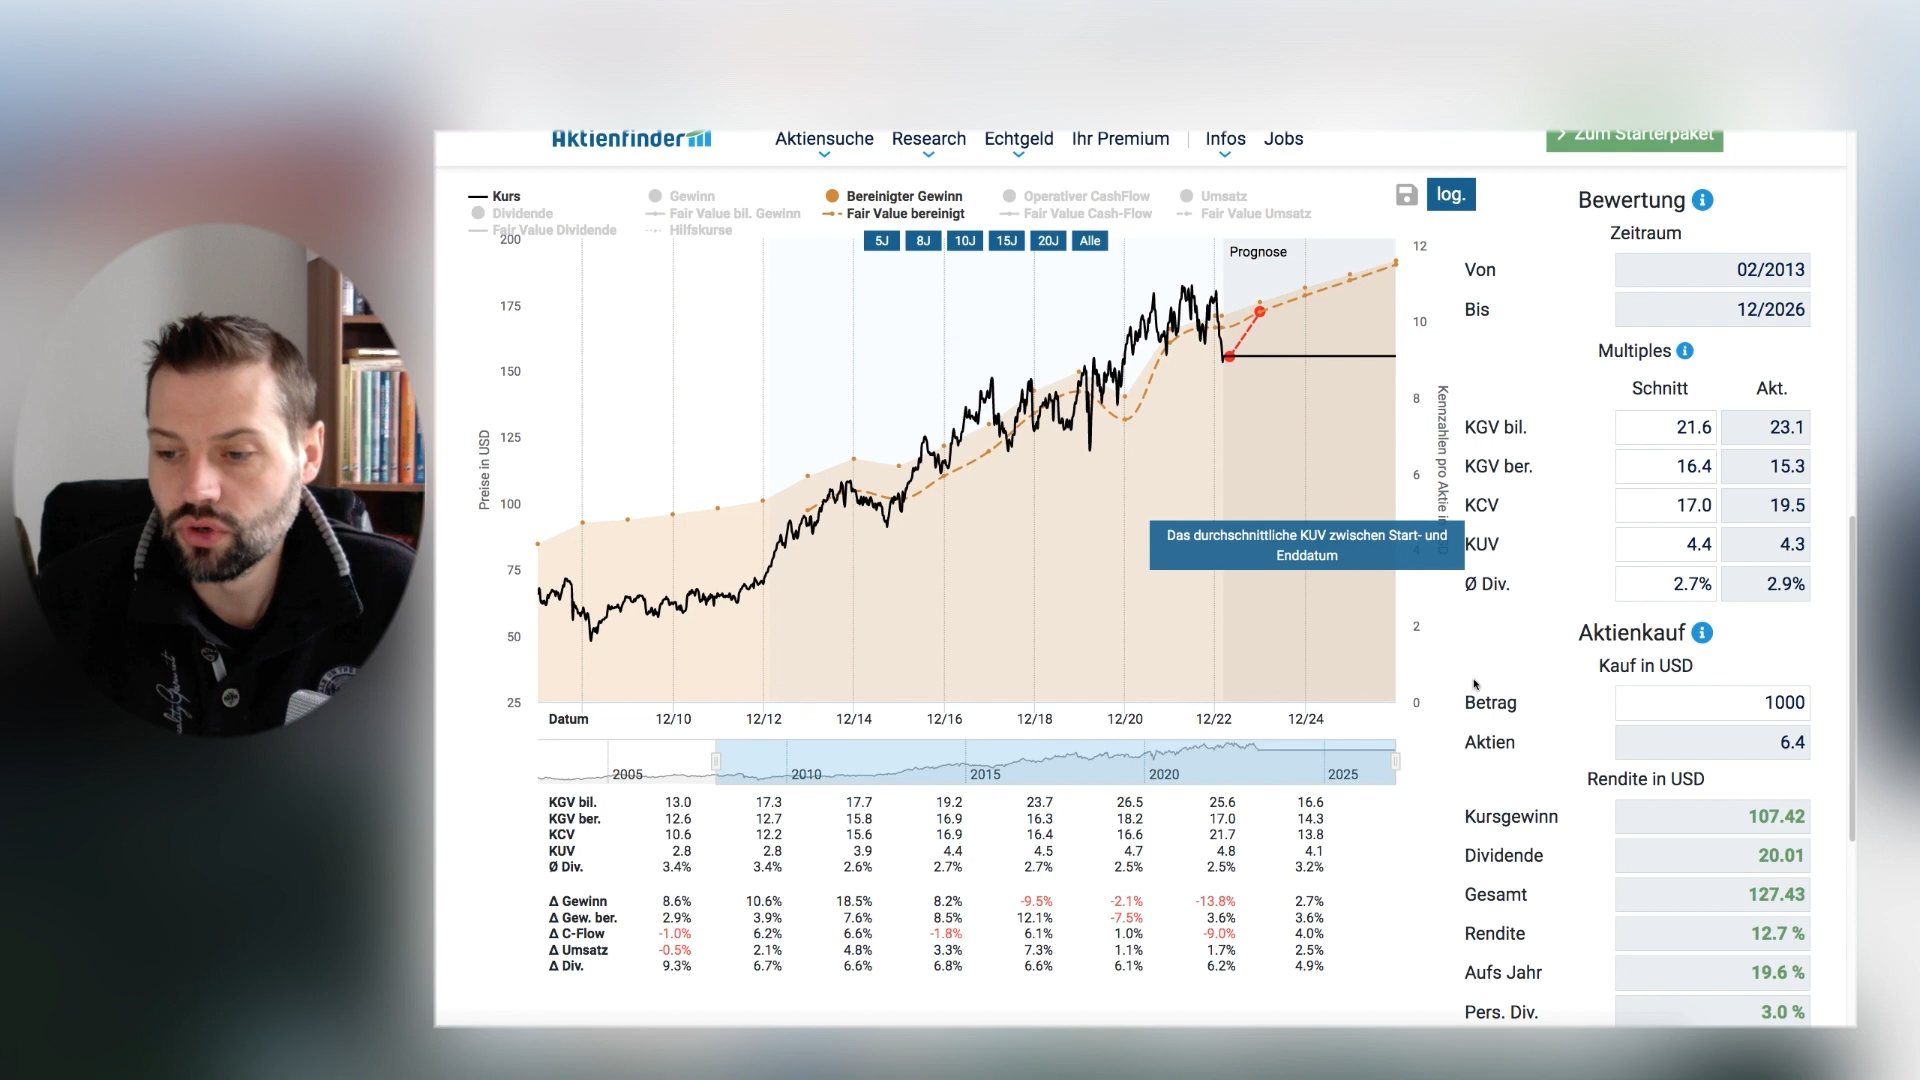 Aktienfinder
Aktiensuche Research Echtgeld Ihr Premium Infos Jobs
Zum Starterpaket
Kurs Gewinn Bereinigter Gewinn Operativer CashFlow Umsatz
Dividende Fair Value bil. Gewinn Fair Value bereinigt Fair Value Cash-Flow Fair Value Umsatz
Fair Value Dividende Hilfskurse
log.
5J 8J 10J 15J 20J Alle
Prognose
Preise in USD
200
175
150
125
100
75
50
25
12
10
8
6
4
2
0
Kennzahlen pro Aktie in
Das durchschnittliche KUV zwischen Start- und
Enddatum
Datum 12/10 12/12 12/14 12/16 12/18 12/20 12/22 12/24
2005 2010 2015 2020 2025
KGV bil. 13.0 17.3 17.7 19.2 23.7 26.5 25.6 16.6
KGV ber. 12.6 12.7 15.8 16.9 16.3 18.2 17.0 14.3
KCV 10.6 12.2 15.6 16.9 16.4 16.6 21.7 13.8
KUV 2.8 2.8 3.9 4.4 4.5 4.7 4.8 4.1
Ø Div. 3.4% 3.4% 2.6% 2.7% 2.7% 2.5% 2.5% 3.2%
Δ Gewinn 8.6% 10.6% 18.5% 8.2% -9.5% -2.1% -13.8% 2.7%
Δ Gew. ber. 2.9% 3.9% 7.6% 8.5% 12.1% -7.5% 3.6% 3.6%
Δ C-Flow -1.0% 6.2% 6.6% -1.8% 6.1% 1.0% -9.0% 4.0%
Δ Umsatz -0.5% 2.1% 4.8% 3.3% 7.3% 1.1% 1.7% 2.5%
Δ Div. 9.3% 6.7% 6.6% 6.8% 6.6% 6.1% 6.2% 4.9%
Bewertung
Zeitraum
Von 02/2013
Bis 12/2026
Multiples
Schnitt Akt.
KGV bil. 21.6 23.1
KGV ber. 16.4 15.3
KCV 17.0 19.5
KUV 4.4 4.3
Ø Div. 2.7% 2.9%
Aktienkauf
Kauf in USD
Betrag 1000
Aktien 6.4
Rendite in USD
Kursgewinn 107.42
Dividende 20.01
Gesamt 127.43
Rendite 12.7 %
Aufs Jahr 19.6 %
Pers. Div. 3.0 %